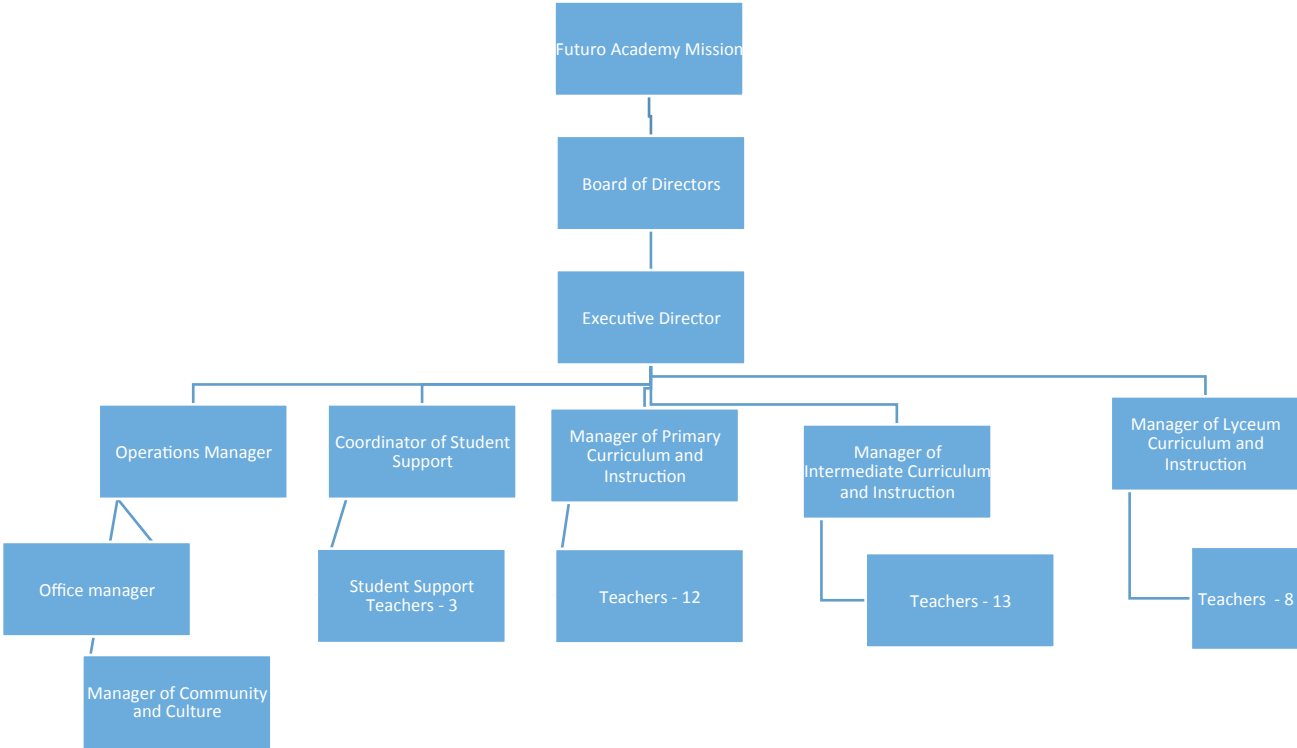 Futuro Academy Mission
Board of Directors
Executive Director
Operations Manager
Coordinator of Student
Support
Manager of Primary
Curriculum and
Instruction
Manager of
Intermediate Curriculum
and Instruction
Manager of Lyceum
Curriculum and
Instruction
Office manager
Student Support
Teachers - 3
Teachers - 12
Teachers - 13
Teachers - 8
Manager of Community
and Culture